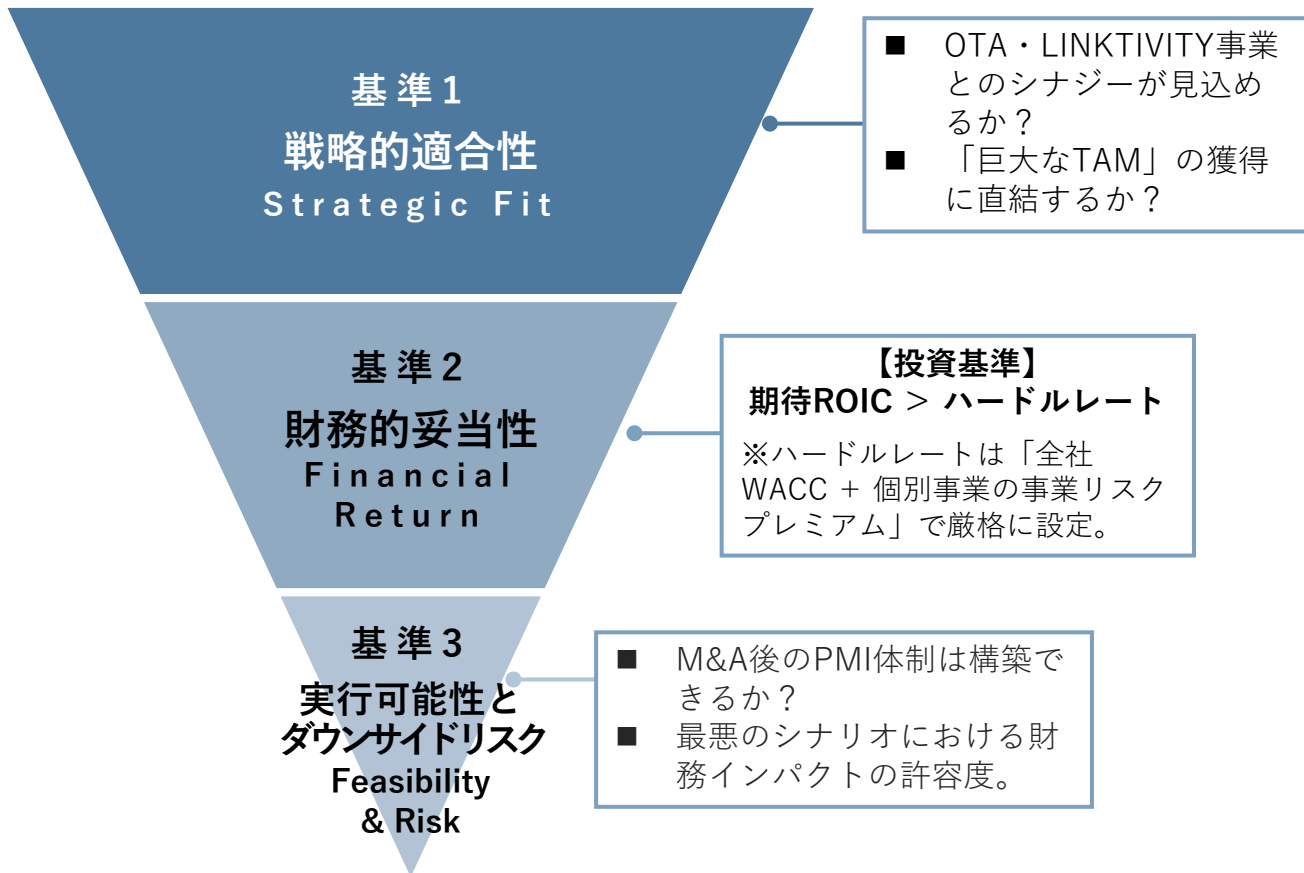 基準1
戦略的適合性
Strategic Fit
■ OTA・LINKTIVITY事業
とのシナジーが見込め
るか？
■ 「巨大なTAM」の獲得
に直結するか？
基準2
財務的妥当性
Financial
Return
【投資基準】
期待ROIC ＞ ハードルレート
※ハードルレートは「全社
WACC + 個別事業の事業リスク
プレミアム」で厳格に設定。
基準3
実行可能性と
ダウンサイドリスク
Feasibility
& Risk
■ M&A後のPMI体制は構築で
きるか？
■ 最悪のシナリオにおける財
務インパクトの許容度。